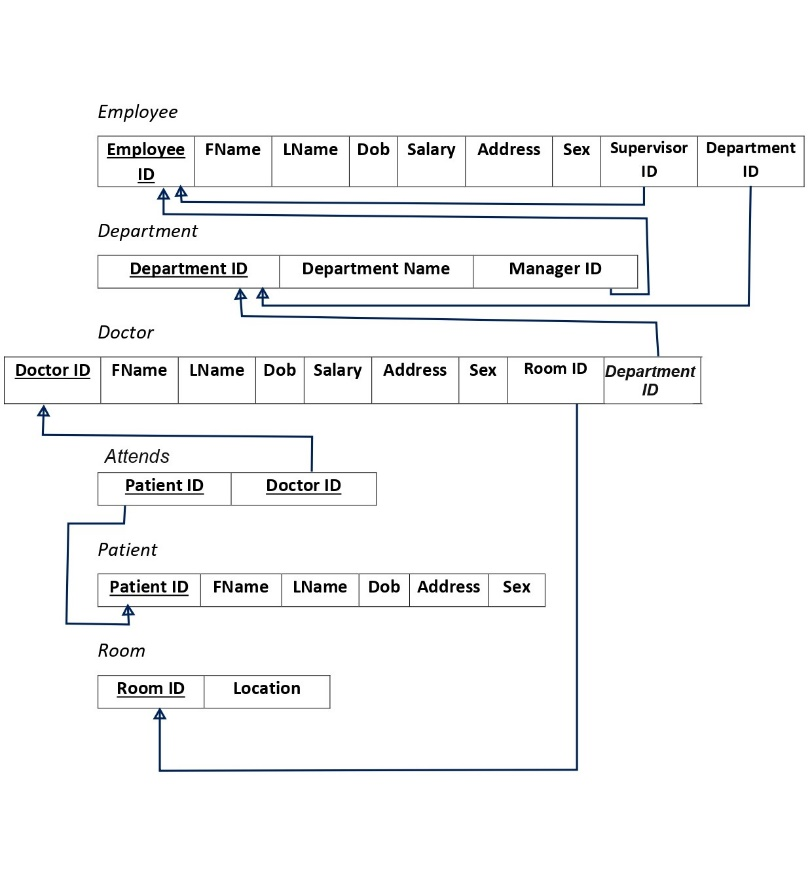 Employee
Employee ID FName LName Dob Salary Address Sex Supervisor ID Department ID
Department
Department ID Department Name Manager ID
Doctor
Doctor ID FName LName Dob Salary Address Sex Room ID Department ID
Attends
Patient ID Doctor ID
Patient
Patient ID FName LName Dob Address Sex
Room
Room ID Location